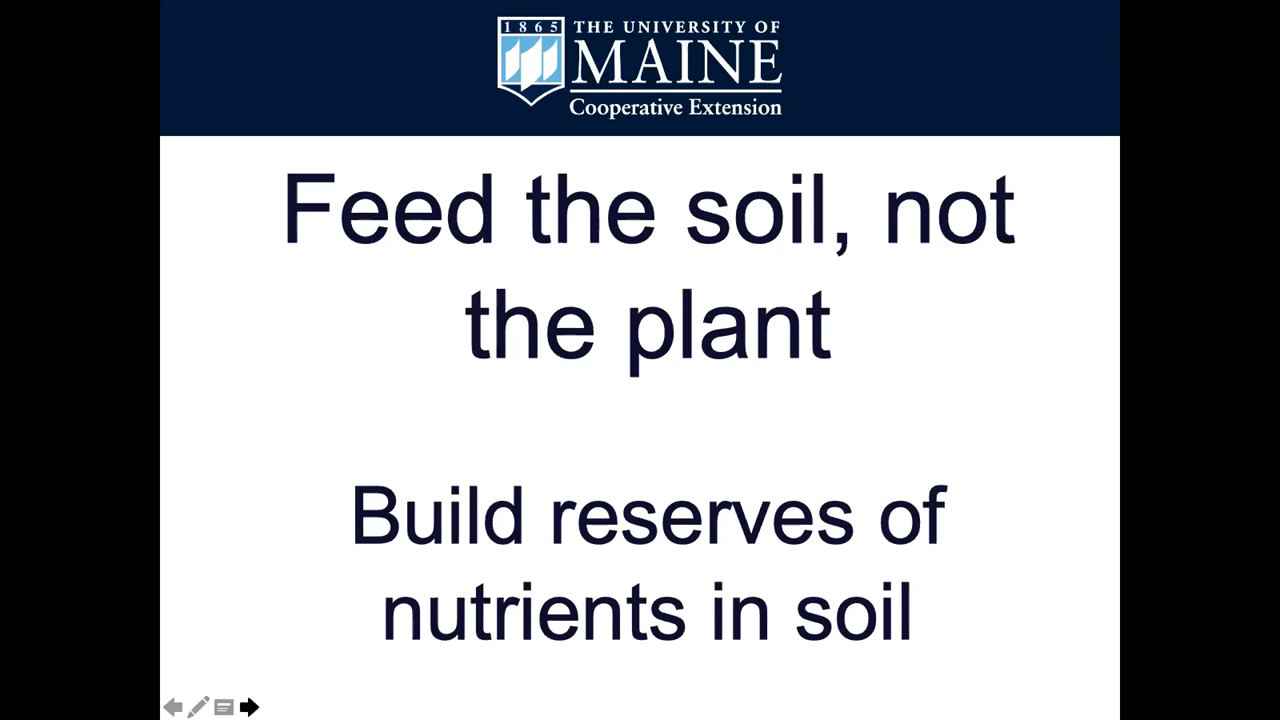 1865
THE UNIVERSITY OF
MAINE
Cooperative Extension
Feed the soil, not
the plant
Build reserves of
nutrients in soil